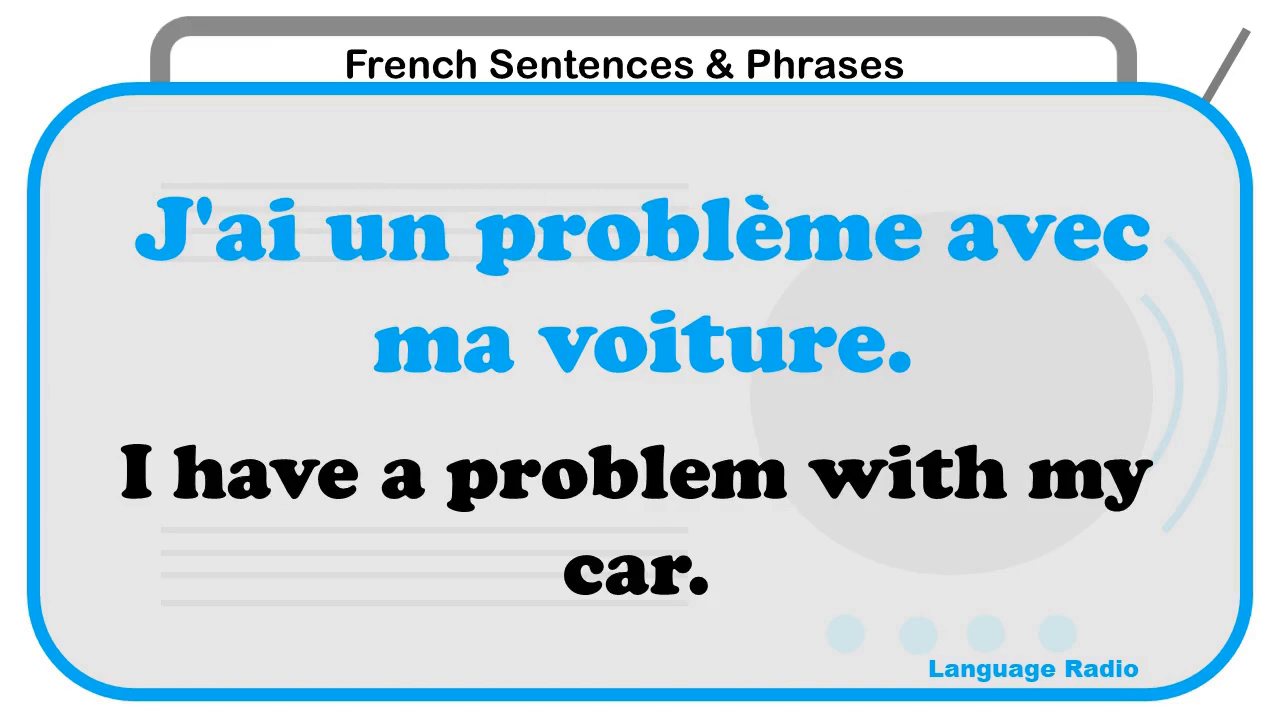 French Sentences & Phrases
J'ai un problème avec
ma voiture.
I have a problem with my
car.
Language Radio